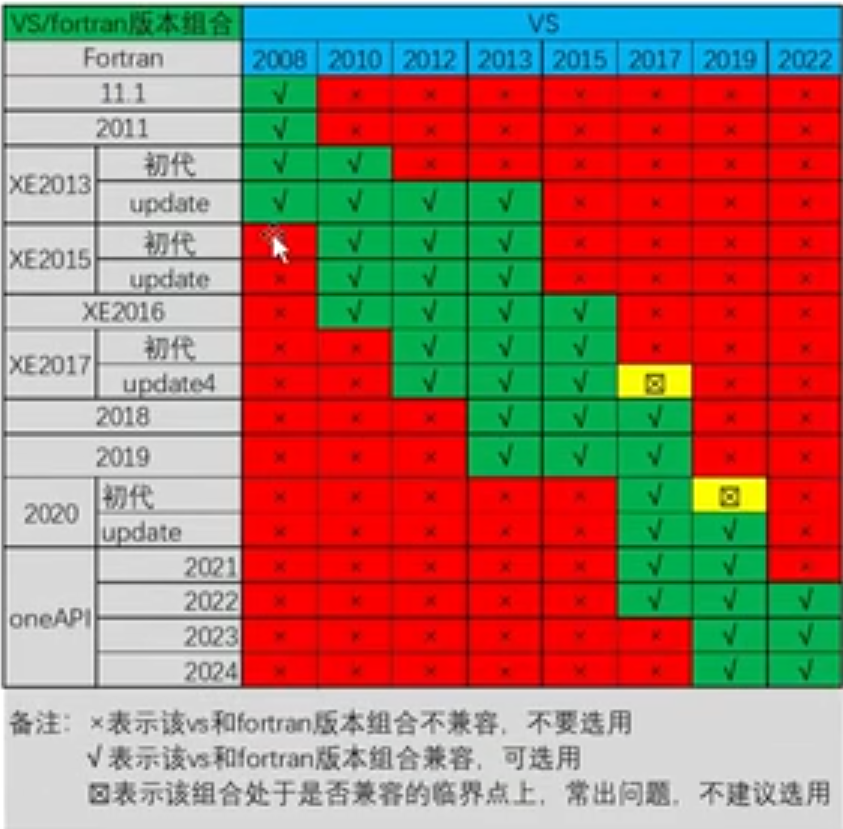 VS/fortran版本组合 VS
Fortran 2008 2010 2012 2013 2015 2017 2019 2022
11.1 √ × × × × × × ×
2011 √ × × × × × × ×
XE2013 初代 √ √ × × × × × ×
update √ √ √ √ × × × ×
XE2015 初代 × √ √ √ × × × ×
update × √ √ √ × × × ×
XE2016 × √ √ √ √ × × ×
XE2017 初代 × × √ √ √ × × ×
update4 × × √ √ √ ☒ × ×
2018 × × × √ √ √ × ×
2019 × × × √ √ √ × ×
2020 初代 × × × × × √ ☒ ×
update × × × × × √ √ ×
oneAPI 2021 × × × × × √ √ ×
2022 × × × × × √ √ √
2023 × × × × × × √ √
2024 × × × × × × √ √
备注：×表示该vs和fortran版本组合不兼容，不要选用
√表示该vs和fortran版本组合兼容，可选用
☒表示该组合处于是否兼容的临界点上，常出问题，不建议选用